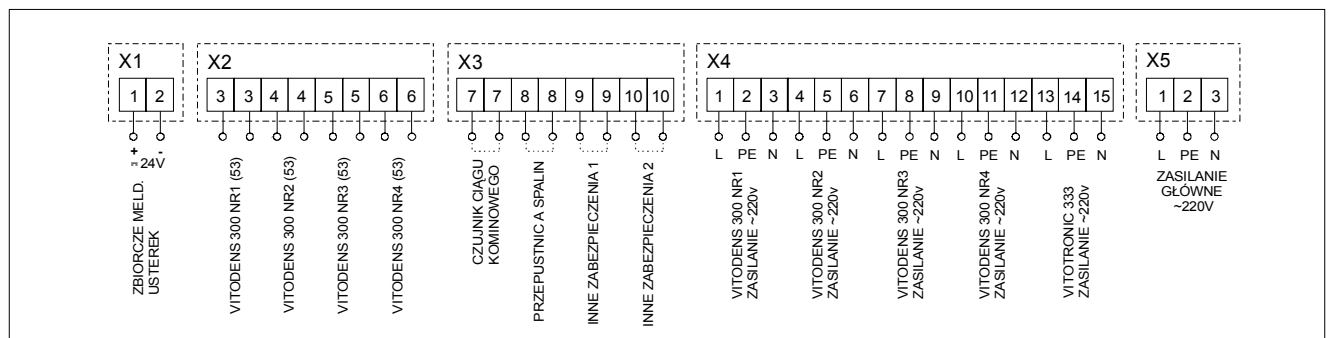 X1
1 2
+ -
= 24V
ZBIORCZE MELD.
USTEREK
X2
3 3 4 4 5 5 6 6
VITODENS 300 NR1 (53)
VITODENS 300 NR2 (53)
VITODENS 300 NR3 (53)
VITODENS 300 NR4 (53)
X3
7 7 8 8 9 9 10 10
CZUJNIK CIĄGU
KOMINOWEGO
PRZEPUSTNIC A SPALIN
INNE ZABEZPIECZENIA 1
INNE ZABEZPIECZENIA 2
X4
1 2 3 4 5 6 7 8 9 10 11 12 13 14 15
L PE N L PE N L PE N L PE N L PE N
VITODENS 300 NR1
ZASILANIE ~220v
VITODENS 300 NR2
ZASILANIE ~220v
VITODENS 300 NR3
ZASILANIE ~220v
VITODENS 300 NR4
ZASILANIE ~220v
VITOTRONIC 333
ZASILANIE ~220v
X5
1 2 3
L PE N
ZASILANIE
GŁÓWNE
~220V